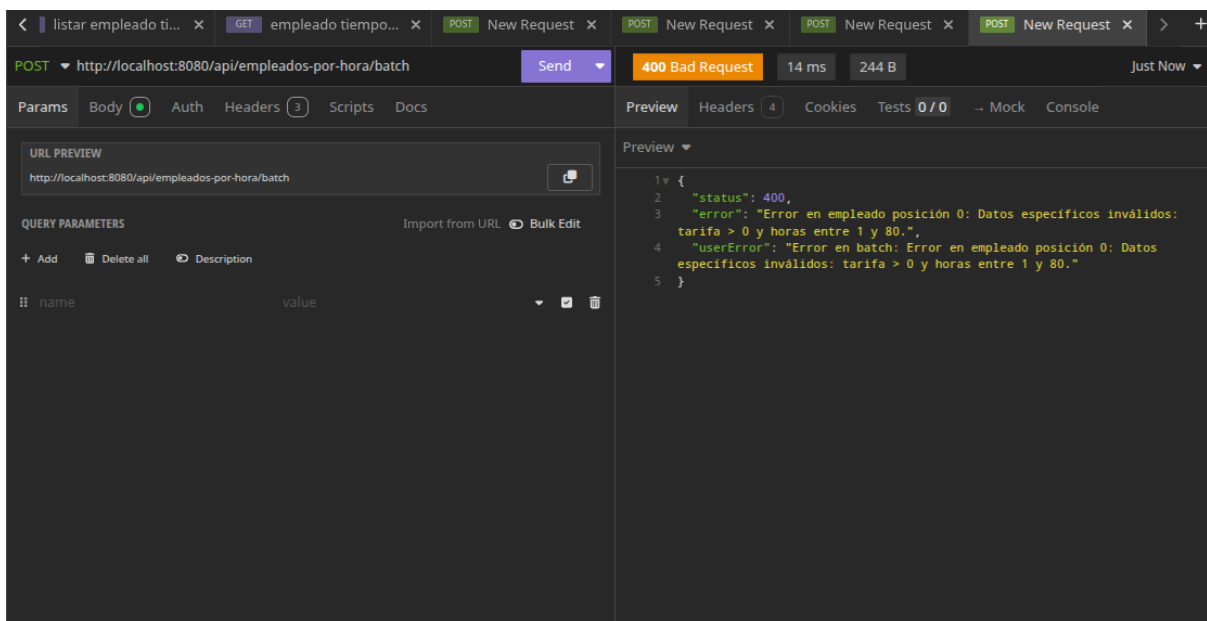 listar empleado ti... GET empleado tiempo... POST New Request POST New Request POST New Request POST New Request
POST http://localhost:8080/api/empleados-por-hora/batch Send 400 Bad Request 14 ms 244 B Just Now
Params Body Auth Headers 3 Scripts Docs
Preview Headers 4 Cookies Tests 0 / 0 → Mock Console
URL PREVIEW
http://localhost:8080/api/empleados-por-hora/batch
QUERY PARAMETERS Import from URL Bulk Edit
+ Add Delete all Description
name value
Preview
1 {
2 "status": 400,
3 "error": "Error en empleado posición 0: Datos específicos inválidos:
tarifa > 0 y horas entre 1 y 80.",
4 "userError": "Error en batch: Error en empleado posición 0: Datos
específicos inválidos: tarifa > 0 y horas entre 1 y 80."
5 }